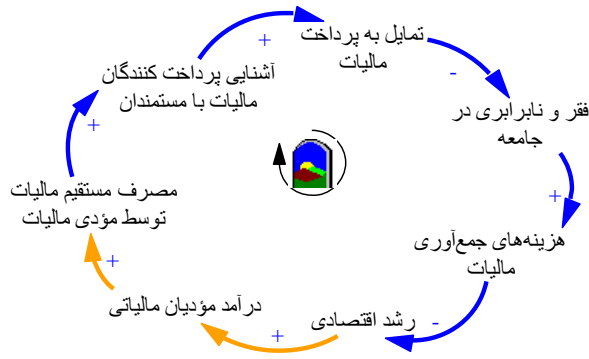 تمایل به پرداخت
مالیات
-
فقر و نابرابری در
جامعه
+
هزینه‌های جمع‌آوری
مالیات
-
رشد اقتصادی
+
درآمد مؤدیان مالیاتی
+
مصرف مستقیم مالیات
توسط مؤدی مالیات
+
آشنایی پرداخت کنندگان
مالیات با مستمندان
+